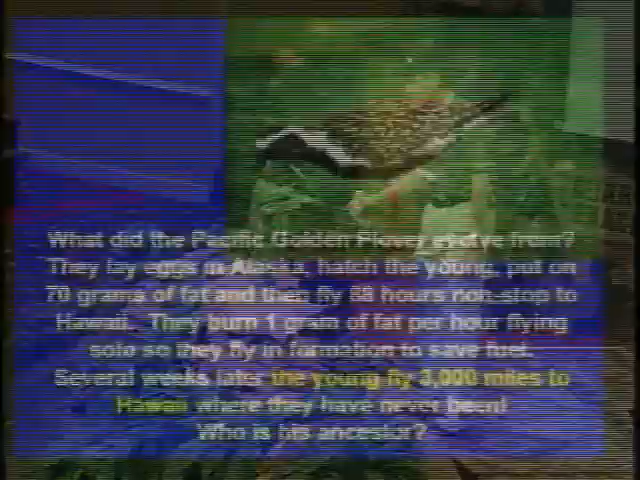 What did the Pacific Golden Plover evolve from?
They lay eggs in Alaska, hatch the young, put on
70 grams of fat and then fly 88 hours non-stop to
Hawaii. They burn 1 gram of fat per hour flying
solo so they fly in formation to save fuel.
Several weeks later the young fly 3,000 miles to
Hawaii where they have never been!
Who is his ancestor?